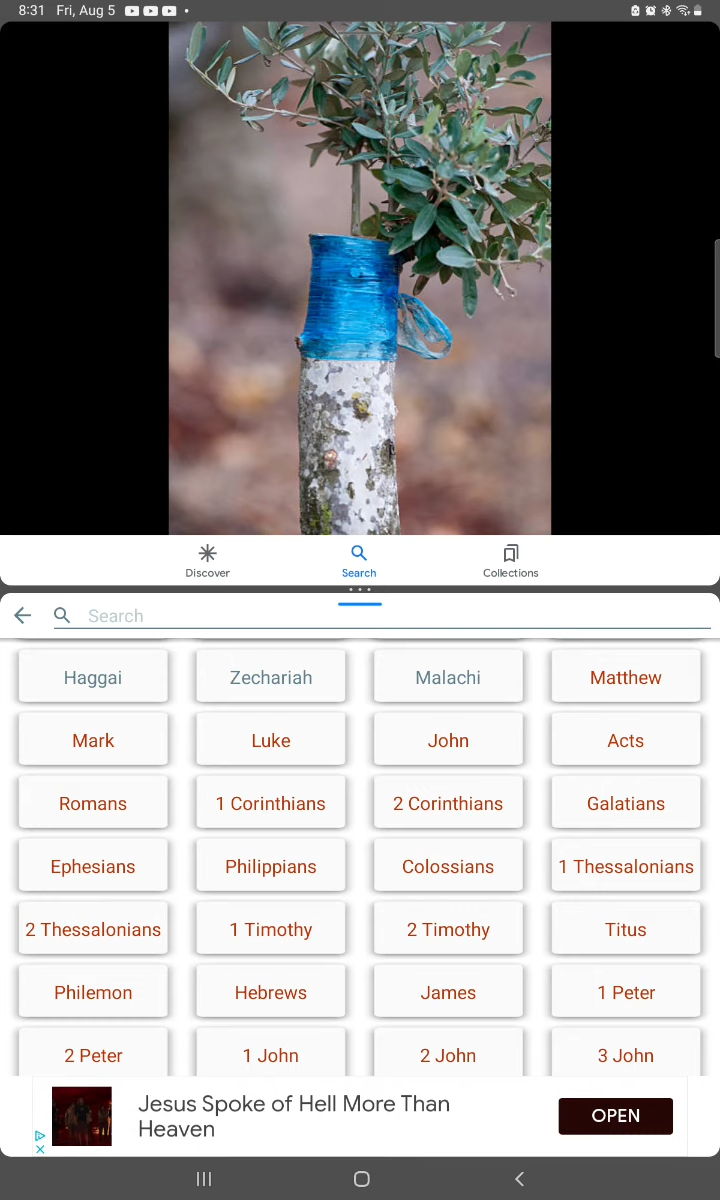 8:31 Fri, Aug 5
Discover Search Collections
Search
Haggai Zechariah Malachi Matthew
Mark Luke John Acts
Romans 1 Corinthians 2 Corinthians Galatians
Ephesians Philippians Colossians 1 Thessalonians
2 Thessalonians 1 Timothy 2 Timothy Titus
Philemon Hebrews James 1 Peter
2 Peter 1 John 2 John 3 John
Jesus Spoke of Hell More Than
Heaven
OPEN